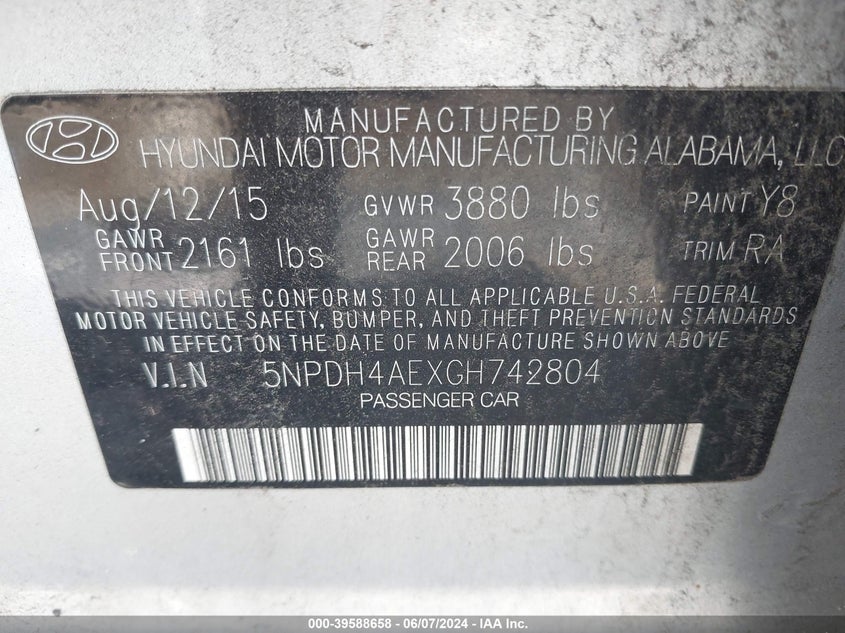 MANUFACTURED BY
HYUNDAI MOTOR MANUFACTURING ALABAMA, LLC
Aug/12/15 GVWR 3880 lbs PAINT Y8
GAWR FRONT 2161 lbs GAWR REAR 2006 lbs TRIM RA
THIS VEHICLE CONFORMS TO ALL APPLICABLE U.S.A. FEDERAL
MOTOR VEHICLE SAFETY, BUMPER, AND THEFT PREVENTION STANDARDS
IN EFFECT ON THE DATE OF MANUFACTURE SHOWN ABOVE
V.I.N 5NPDH4AEXGH742804
PASSENGER CAR
000-39588658 - 06/07/2024 - IAA Inc.